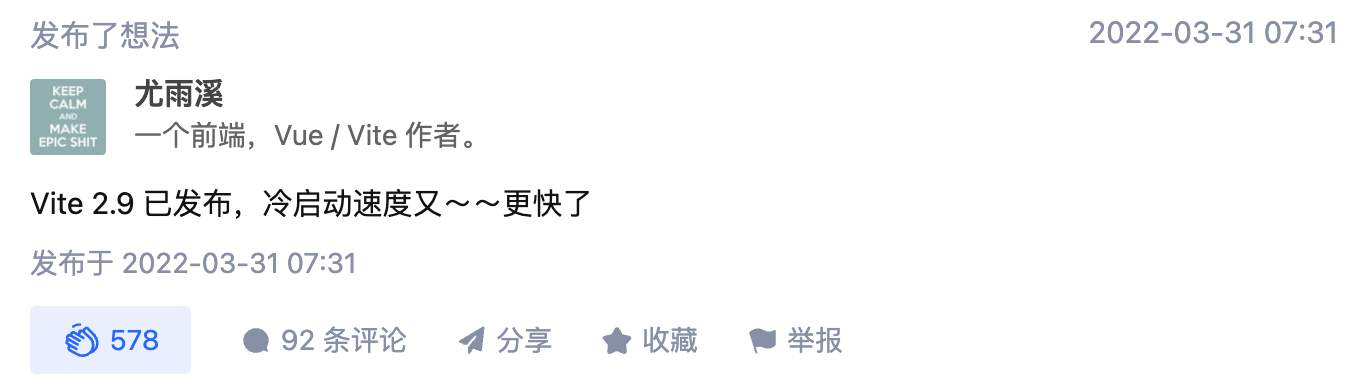 发布了想法 2022-03-31 07:31
KEEP
CALM
AND
MAKE
EPIC SHIT
尤雨溪
一个前端，Vue / Vite 作者。
Vite 2.9 已发布，冷启动速度又～～更快了
发布于 2022-03-31 07:31
578 92 条评论 分享 收藏 举报